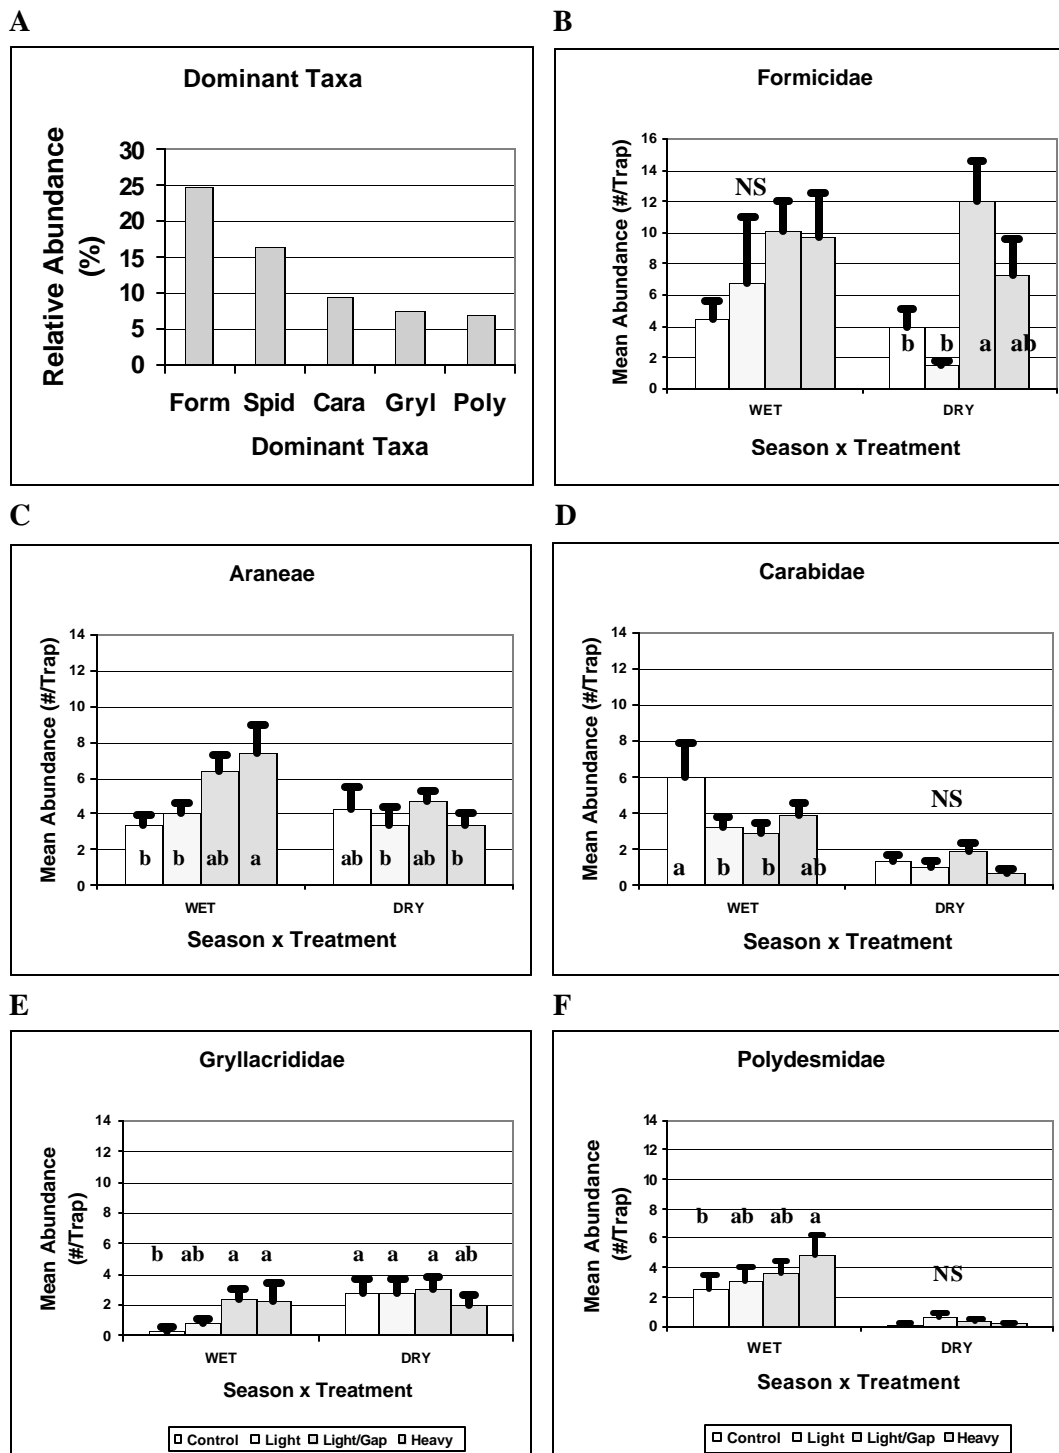 A
Dominant Taxa
Relative Abundance
(%)
30
25
20
15
10
5
0
Form Spid Cara Gryl Poly
Dominant Taxa
B
Formicidae
Mean Abundance (#/Trap)
16
14
12
10
8
6
4
2
0
NS
b b a ab
WET DRY
Season x Treatment
C
Araneae
Mean Abundance (#/Trap)
14
12
10
8
6
4
2
0
b b ab a ab b ab b
WET DRY
Season x Treatment
D
Carabidae
Mean Abundance (#/Trap)
14
12
10
8
6
4
2
0
NS
a b b ab
WET DRY
Season x Treatment
E
Gryllacrididae
Mean Abundance
(#/Trap)
14
12
10
8
6
4
2
0
b ab a a a a a ab
WET DRY
Season x Treatment
Control Light Light/Gap Heavy
F
Polydesmidae
Mean Abundance
(#/Trap)
14
12
10
8
6
4
2
0
b ab ab a
NS
WET DRY
Season x Treatment
Control Light Light/Gap Heavy